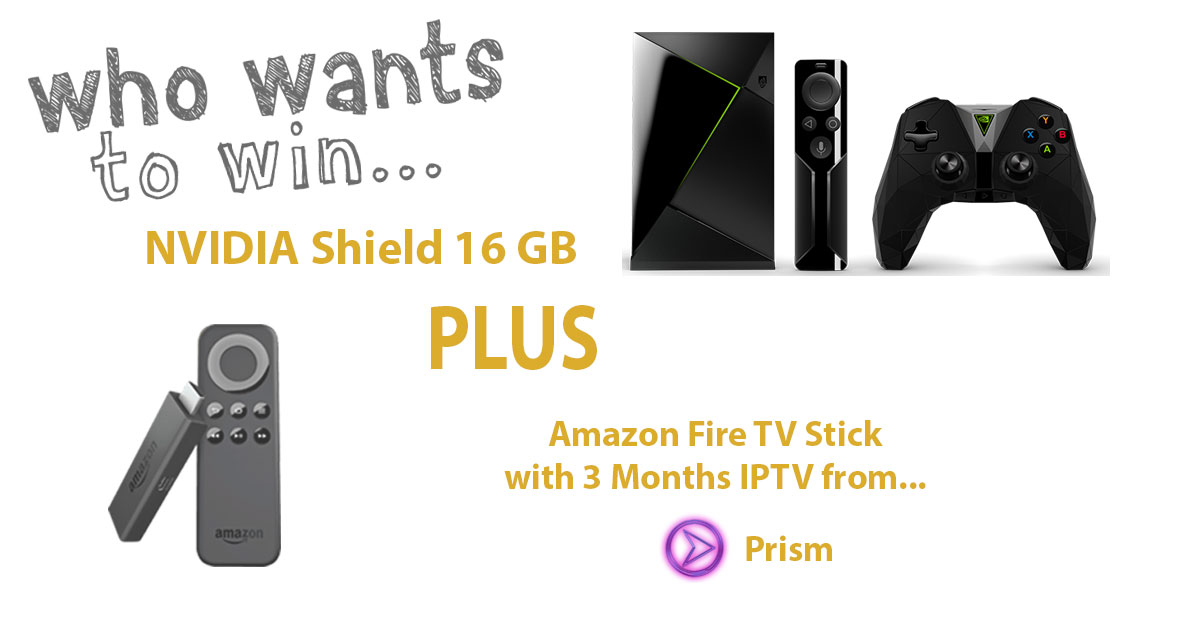 who wants
to win...
NVIDIA Shield 16 GB
PLUS
Amazon Fire TV Stick
with 3 Months IPTV from...
Prism
amazon
amazon
Y
X
B
A